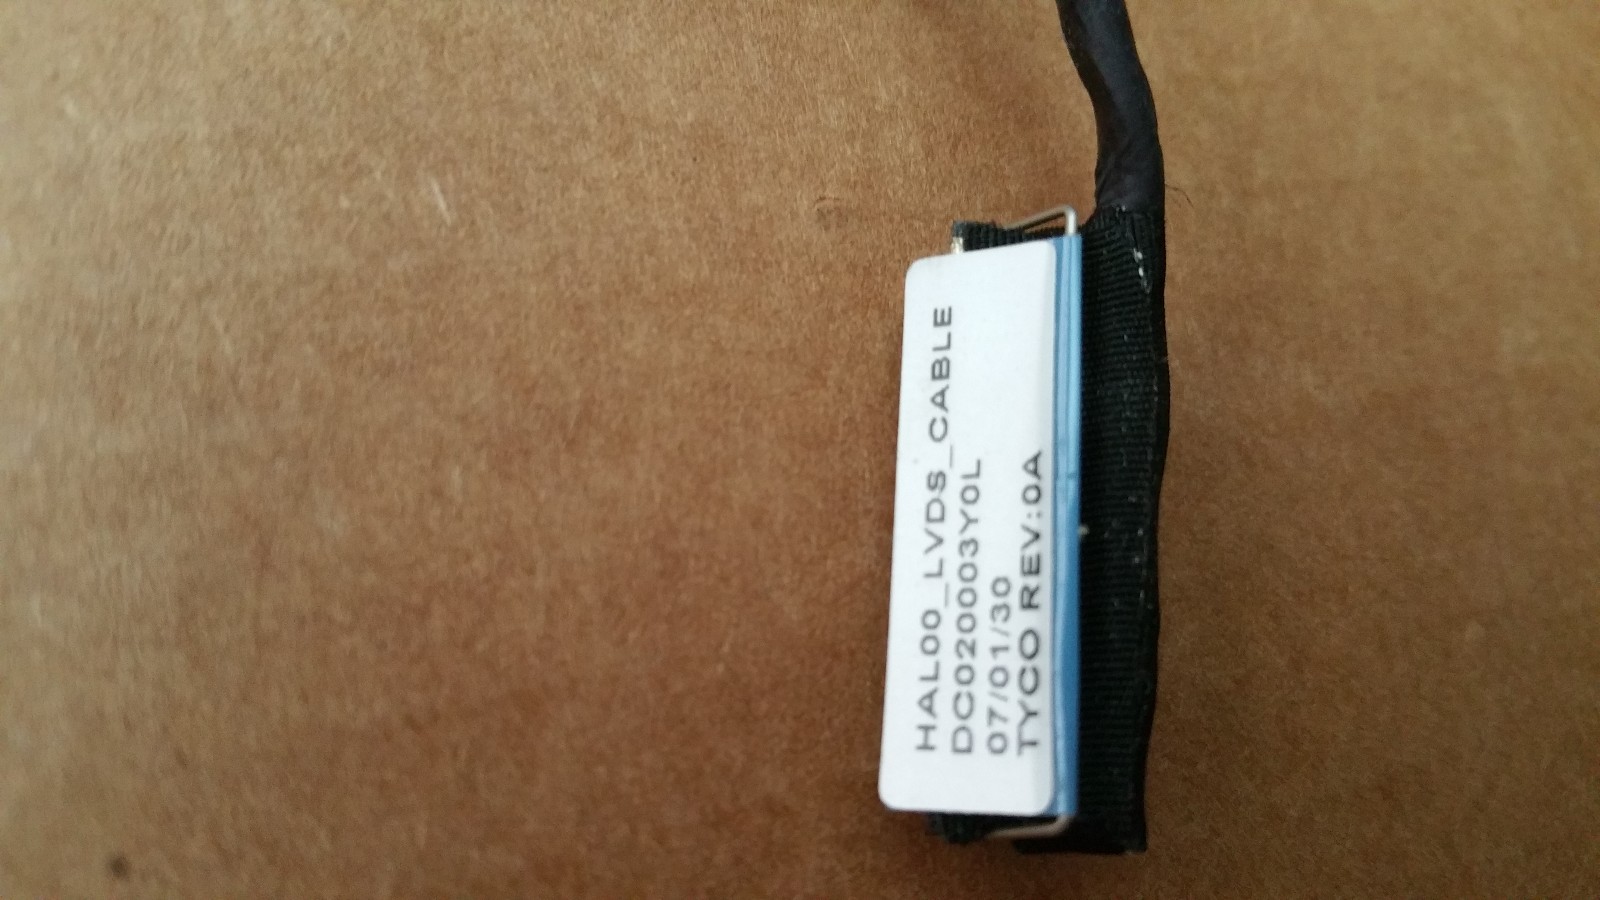 HAL00_LVDS_CABLE
DC020003Y0L
07/01/30
TYCO REV:0A